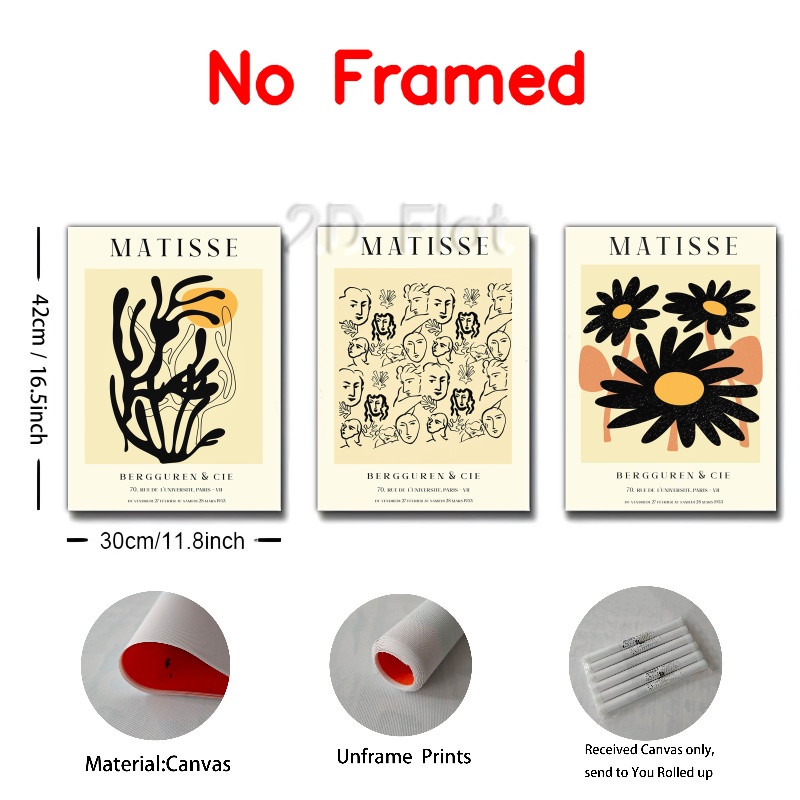 No Framed
2D Flat
MATISSE
MATISSE
MATISSE
42cm / 16.5inch
BERGGUREN & CIE
70, RUE DE L'UNIVERSITE, PARIS - VII
DU VENDREDI 27 FEVRIER AU SAMEDI 28 MARS 1953
BERGGUREN & CIE
70, RUE DE L'UNIVERSITE, PARIS - VII
DU VENDREDI 27 FEVRIER AU SAMEDI 28 MARS 1953
BERGGUREN & CIE
70, RUE DE L'UNIVERSITE, PARIS - VII
DU VENDREDI 27 FEVRIER AU SAMEDI 28 MARS 1953
30cm/11.8inch
Material:Canvas
Unframe Prints
Received Canvas only,
send to You Rolled up